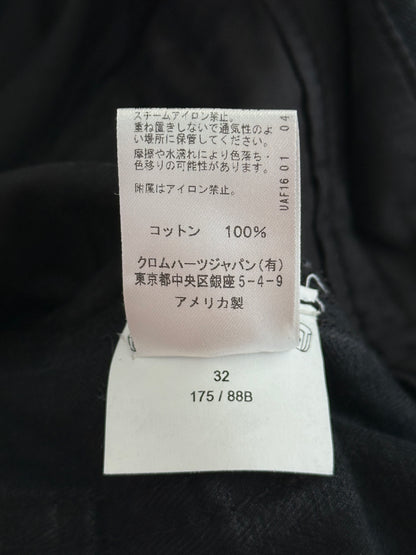 スチームアイロン禁止。
重ね置きしないで通気性のよ
い場所に保管してください。
摩擦や水濡れにより色落ち・
色移りの可能性があります。
附属はアイロン禁止。
コットン 100%
クロムハーツジャパン(有)
東京都中央区銀座5-4-9
アメリカ製
UAF16 01 04
32
175 / 88B